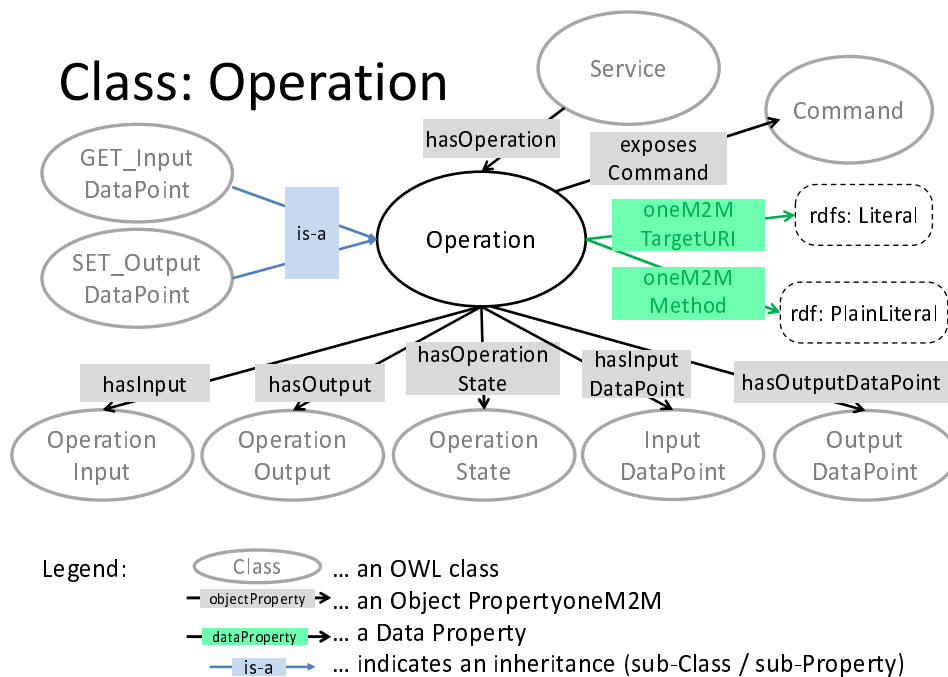 Class: Operation
Service
Command
hasOperation
exposes
Command
GET_Input
DataPoint
is-a
Operation
oneM2M
TargetURI
rdfs: Literal
SET_Output
DataPoint
oneM2M
Method
rdf: PlainLiteral
hasInput
hasOutput
hasOperation
State
hasInput
DataPoint
hasOutputDataPoint
Operation
Input
Operation
Output
Operation
State
Input
DataPoint
Output
DataPoint
Legend:
Class
... an OWL class
objectProperty
... an Object PropertyoneM2M
dataProperty
... a Data Property
is-a
... indicates an inheritance (sub-Class / sub-Property)